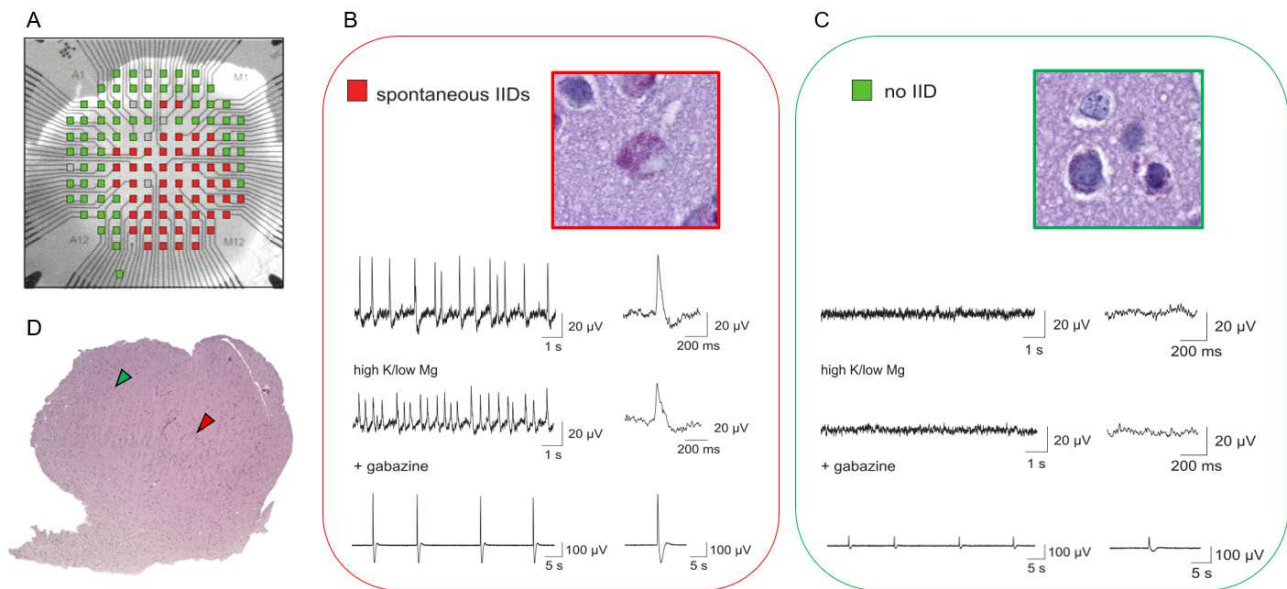 A
A1
M1
A12
M12
B
spontaneous IIDs
20 µV
1 s
20 µV
200 ms
high K/low Mg
20 µV
1 s
20 µV
200 ms
+ gabazine
100 µV
5 s
100 µV
5 s
C
no IID
20 µV
1 s
20 µV
200 ms
high K/low Mg
20 µV
1 s
20 µV
200 ms
+ gabazine
100 µV
5 s
100 µV
5 s
D